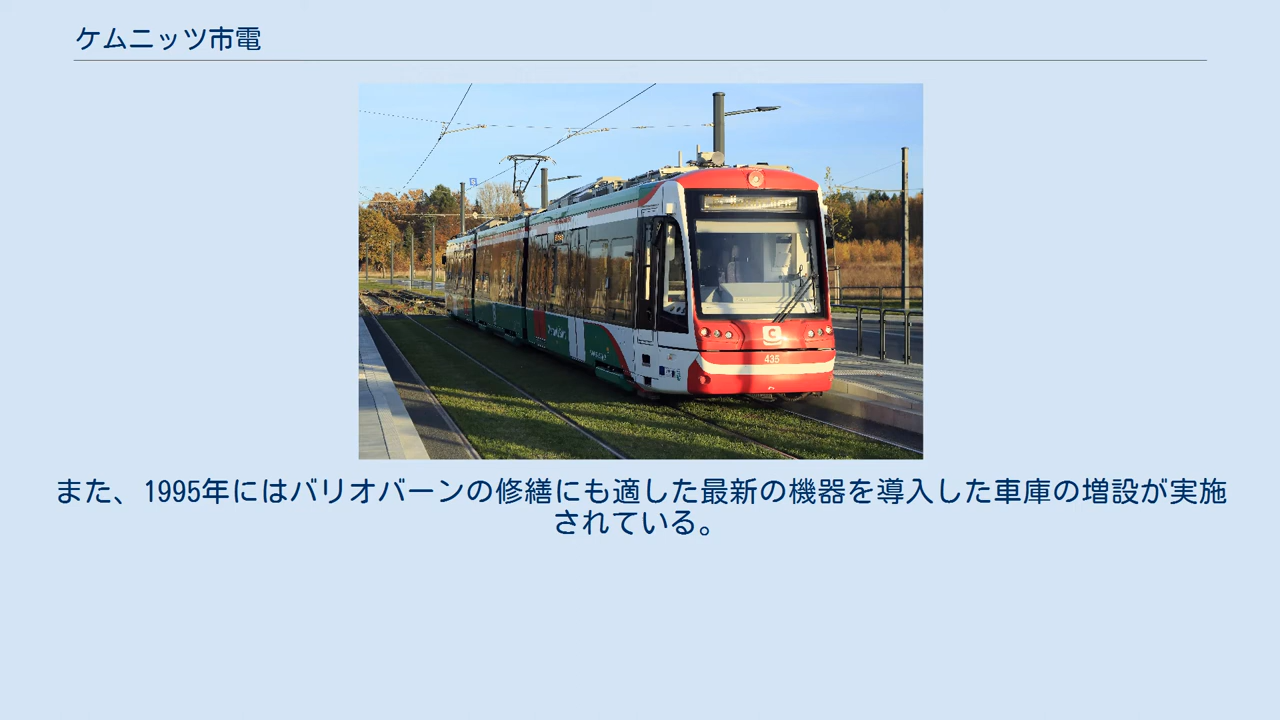 ケムニッツ市電
C
435
また、1995年にはバリオバーンの修繕にも適した最新の機器を導入した車庫の増設が実施
されている。